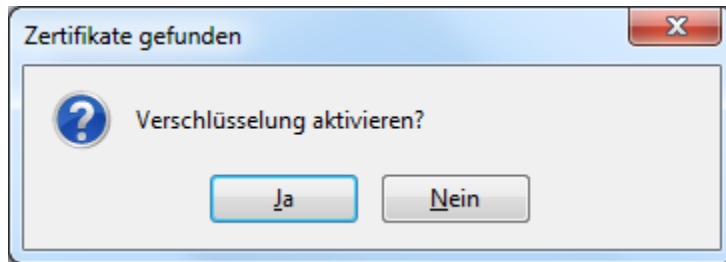 Zertifikate gefunden
Verschlüsselung aktivieren?
Ja
Nein